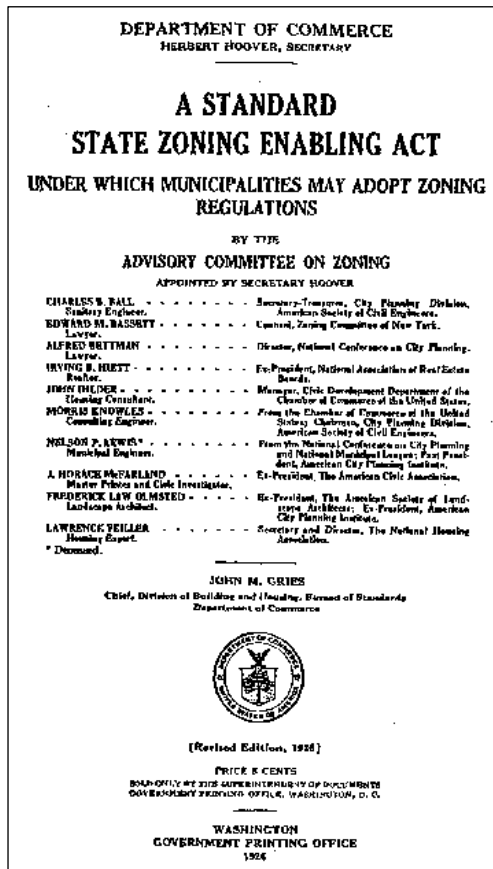 DEPARTMENT OF COMMERCE
HERBERT HOOVER, SECRETARY
A STANDARD
STATE ZONING ENABLING ACT
UNDER WHICH MUNICIPALITIES MAY ADOPT ZONING
REGULATIONS
BY THE
ADVISORY COMMITTEE ON ZONING
APPOINTED BY SECRETARY HOOVER
CHARLES B. BALL - - - - - - - - Secretary-Treasurer, City Planning Division,
Sanitary Engineer. American Society of Civil Engineers.
EDWARD M. BASSETT - - - - - - - Counsel, Zoning Committee of New York.
Lawyer.
ALFRED BETTMAN - - - - - - - - Director, National Conference on City Planning.
Lawyer.
IRVING B. HIETT - - - - - - - - Ex-President, National Association of Real Estate
Realtor. Boards.
JOHN IHLDER - - - - - - - - Manager, Civic Development Department of the
Housing Consultant. Chamber of Commerce of the United States.
MORRIS KNOWLES - - - - - - - - From the Chamber of Commerce of the United
Consulting Engineer. States; Chairman, City Planning Division,
American Society of Civil Engineers.
NELSON P. LEWIS* - - - - - - - - From the National Conference on City Planning
Municipal Engineer. and National Municipal League; Past President,
American City Planning Institute.
J. HORACE McFARLAND - - - - - - Ex-President, The American Civic Association.
Master Printer and Civic Investigator.
FREDERICK LAW OLMSTED - - - - - Ex-President, The American Society of Land-
Landscape Architect. scape Architects; Ex-President, American
City Planning Institute.
LAWRENCE VEILLER - - - - - - - Secretary and Director, The National Housing
Housing Expert. Association.
* Deceased.
JOHN M. GRIES
Chief, Division of Building and Housing, Bureau of Standards
Department of Commerce
DEPARTMENT OF COMMERCE
UNITED STATES OF AMERICA
[Revised Edition, 1926]
PRICE 5 CENTS
SOLD ONLY BY THE SUPERINTENDENT OF DOCUMENTS
GOVERNMENT PRINTING OFFICE, WASHINGTON, D. C.
WASHINGTON
GOVERNMENT PRINTING OFFICE
1926